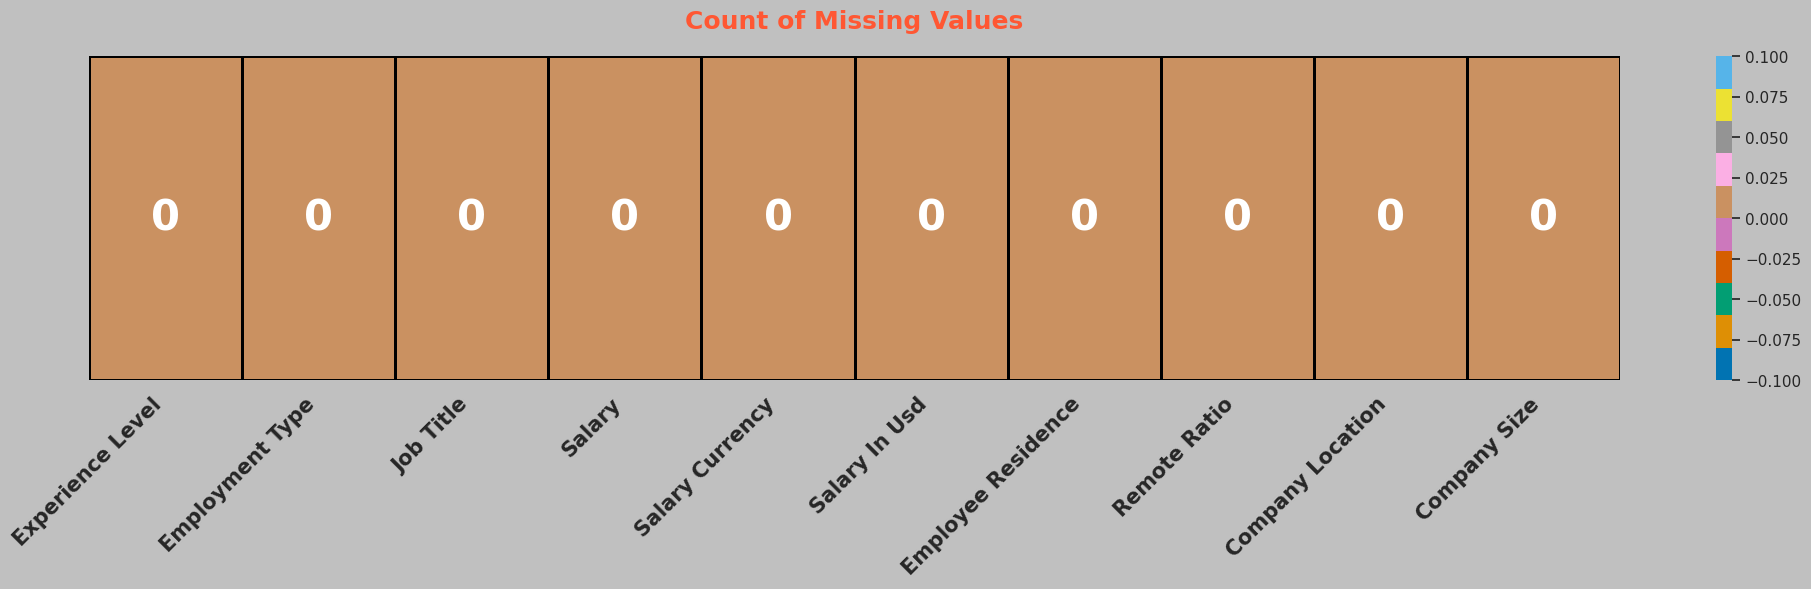 Count of Missing Values
0 0 0 0 0 0 0 0 0 0
Experience Level
Employment Type
Job Title
Salary
Salary Currency
Salary In Usd
Employee Residence
Remote Ratio
Company Location
Company Size
0.100
0.075
0.050
0.025
0.000
−0.025
−0.050
−0.075
−0.100